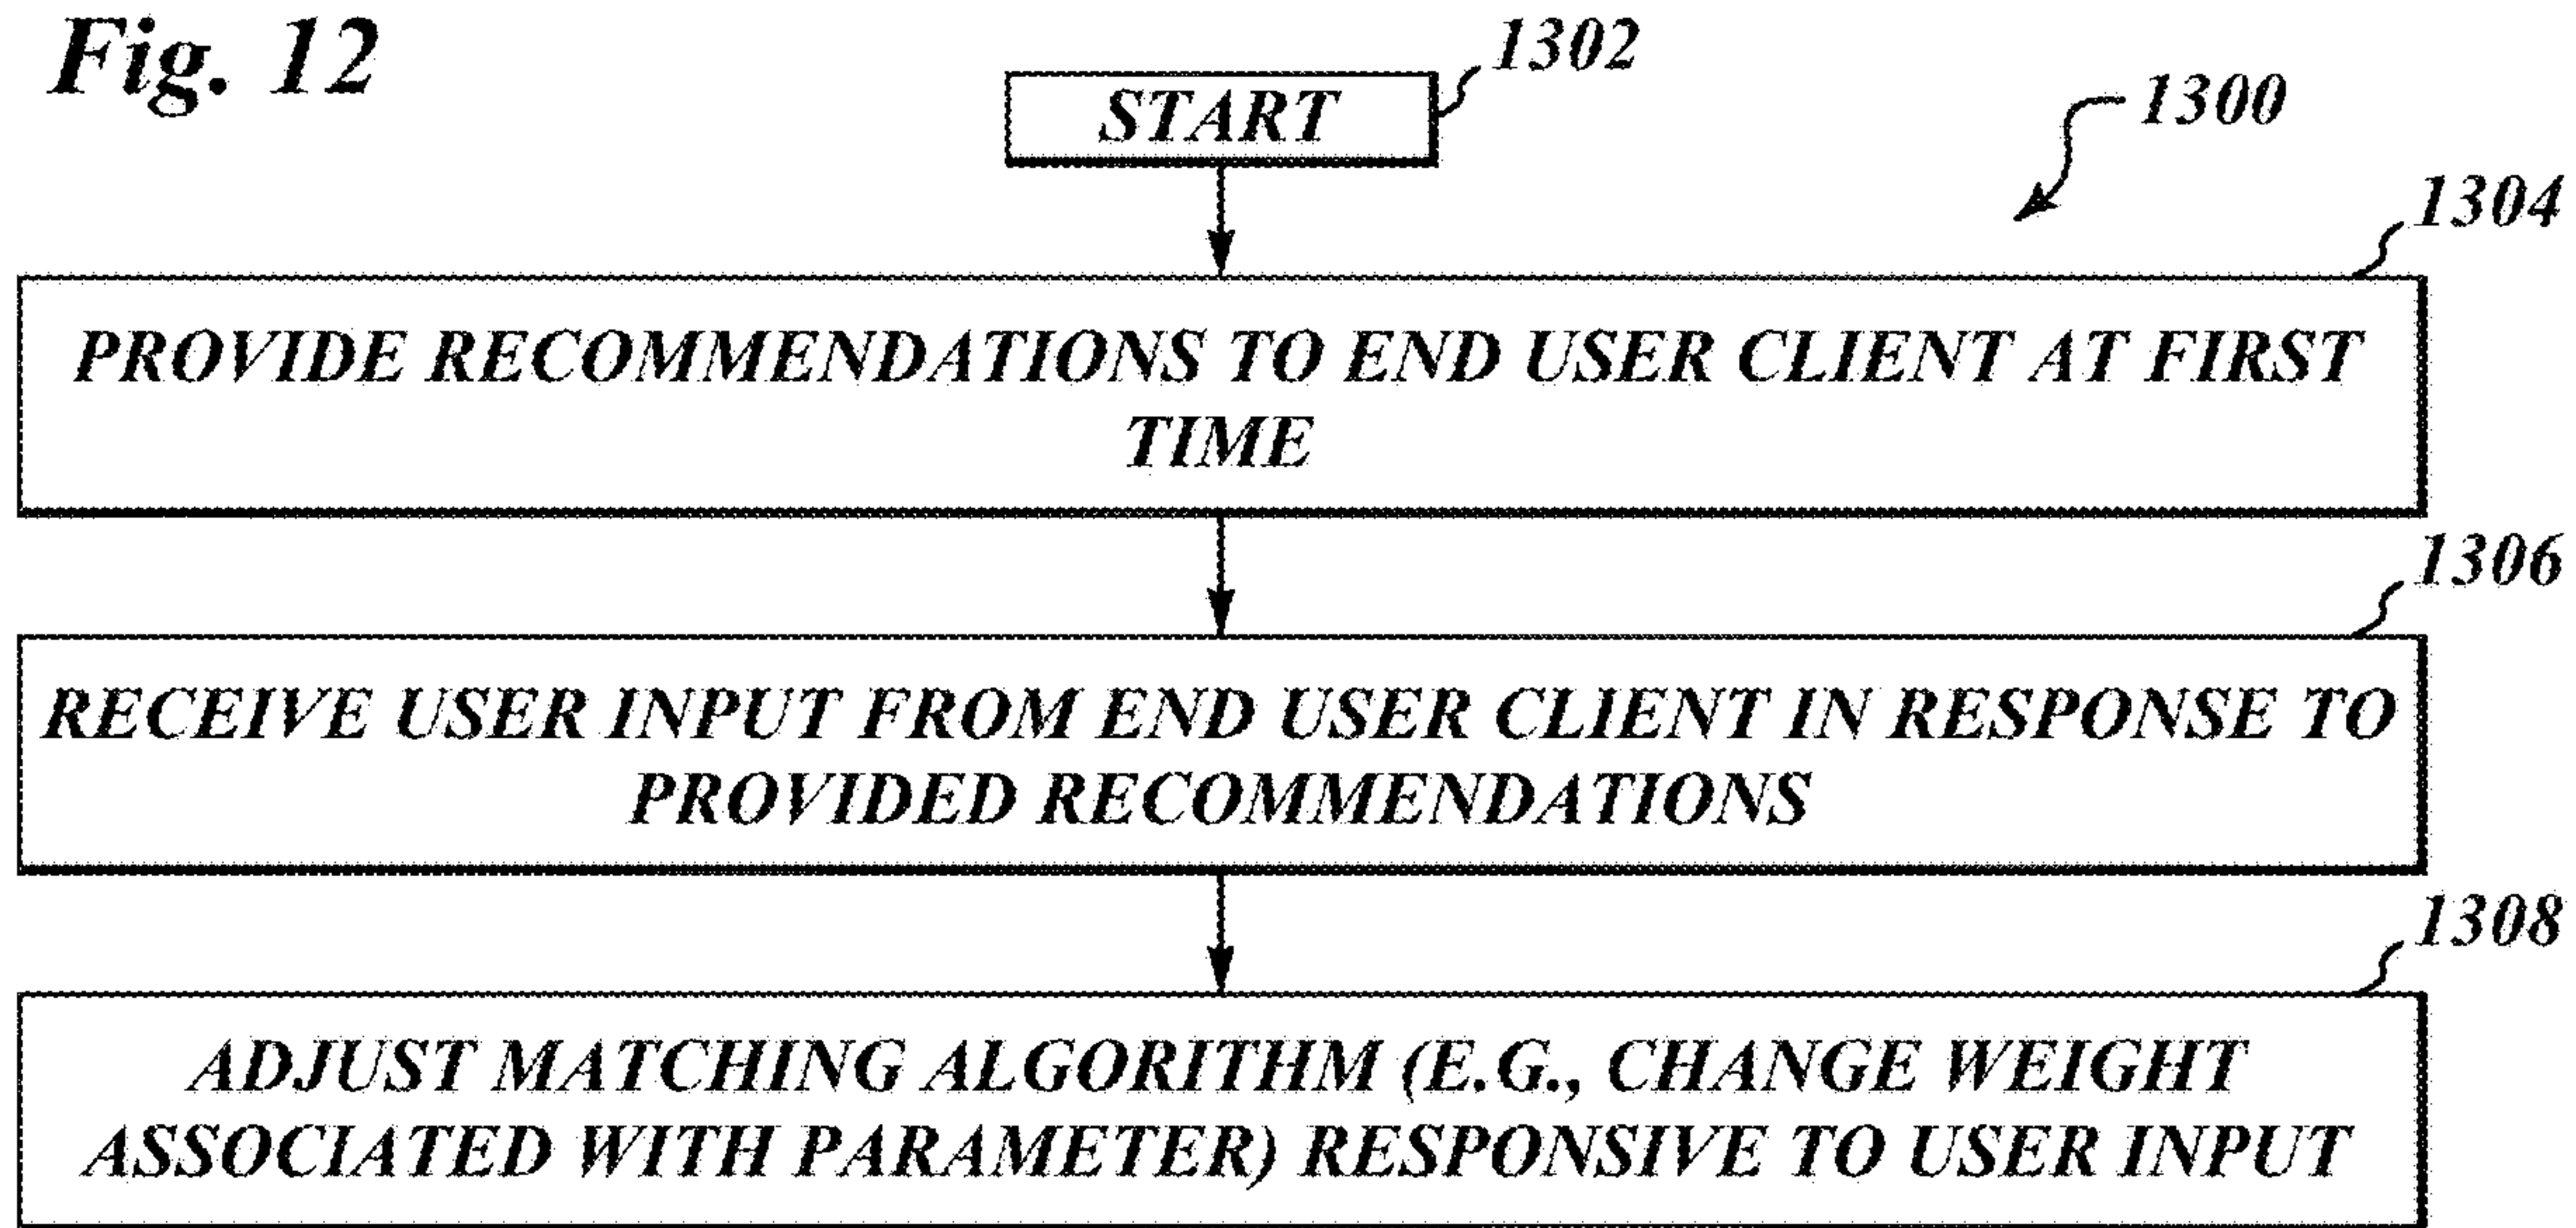 Fig. 12
START
1302
1300
1304
PROVIDE RECOMMENDATIONS TO END USER CLIENT AT FIRST
TIME
1306
RECEIVE USER INPUT FROM END USER CLIENT IN RESPONSE TO
PROVIDED RECOMMENDATIONS
1308
ADJUST MATCHING ALGORITHM (E.G., CHANGE WEIGHT
ASSOCIATED WITH PARAMETER) RESPONSIVE TO USER INPUT